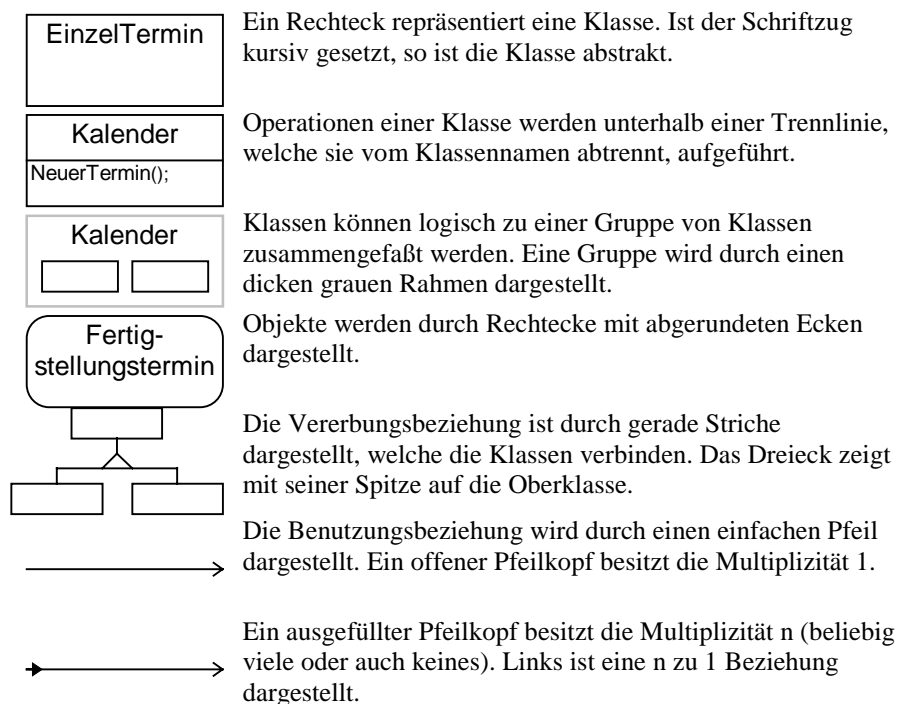 EinzelTermin
Ein Rechteck repräsentiert eine Klasse. Ist der Schriftzug
kursiv gesetzt, so ist die Klasse abstrakt.
Kalender
NeuerTermin();
Operationen einer Klasse werden unterhalb einer Trennlinie,
welche sie vom Klassennamen abtrennt, aufgeführt.
Kalender
Klassen können logisch zu einer Gruppe von Klassen
zusammengefaßt werden. Eine Gruppe wird durch einen
dicken grauen Rahmen dargestellt.
Fertig-
stellungstermin
Objekte werden durch Rechtecke mit abgerundeten Ecken
dargestellt.
Die Vererbungsbeziehung ist durch gerade Striche
dargestellt, welche die Klassen verbinden. Das Dreieck zeigt
mit seiner Spitze auf die Oberklasse.
Die Benutzungsbeziehung wird durch einen einfachen Pfeil
dargestellt. Ein offener Pfeilkopf besitzt die Multiplizität 1.
Ein ausgefüllter Pfeilkopf besitzt die Multiplizität n (beliebig
viele oder auch keines). Links ist eine n zu 1 Beziehung
dargestellt.